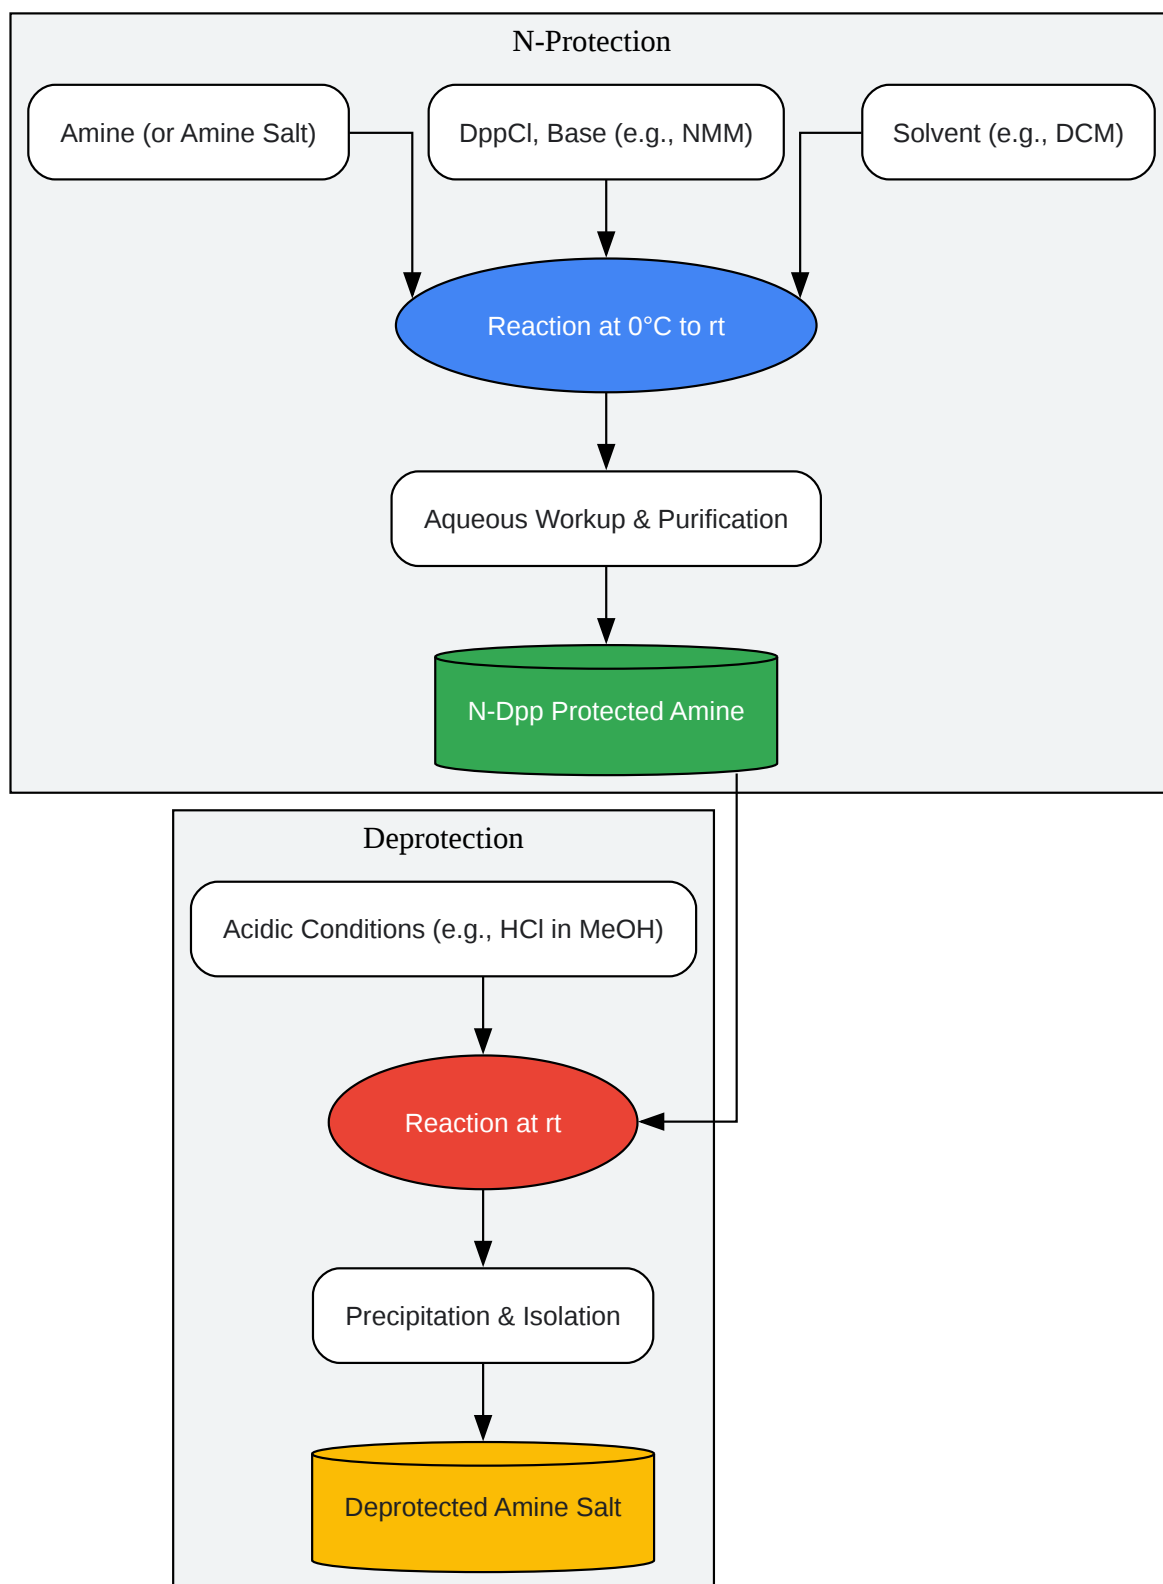 N-Protection
Amine (or Amine Salt)
DppCl, Base (e.g., NMM)
Solvent (e.g., DCM)
Reaction at 0°C to rt
Aqueous Workup & Purification
N-Dpp Protected Amine
Deprotection
Acidic Conditions (e.g., HCl in MeOH)
Reaction at rt
Precipitation & Isolation
Deprotected Amine Salt